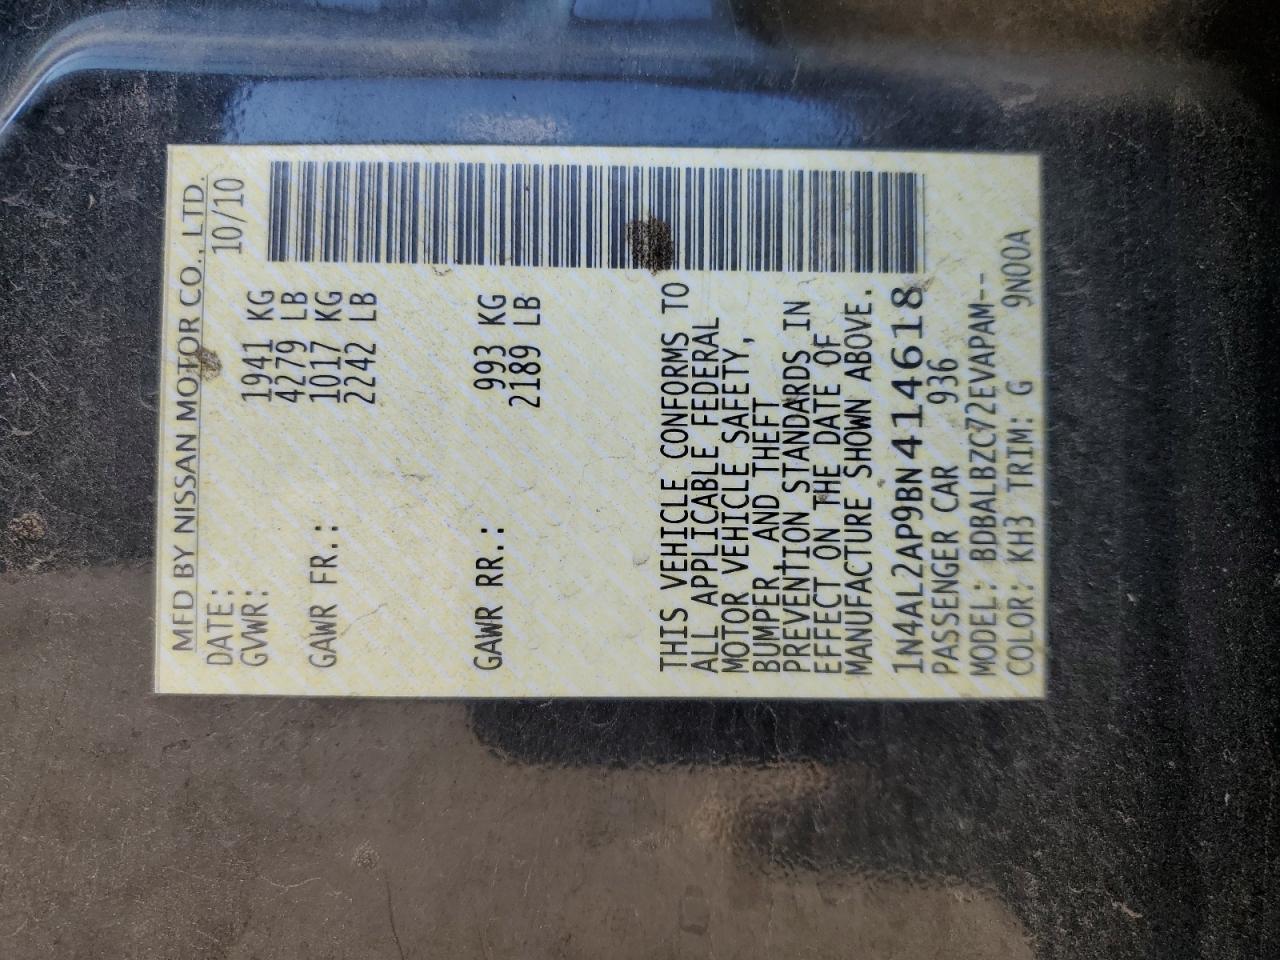 MFD BY NISSAN MOTOR CO., LTD.
DATE: 10/10
GVWR: 1941 KG
4279 LB
GAWR FR.: 1017 KG
2242 LB
GAWR RR.: 993 KG
2189 LB
THIS VEHICLE CONFORMS TO
ALL APPLICABLE FEDERAL
MOTOR VEHICLE SAFETY,
BUMPER, AND THEFT
PREVENTION STANDARDS IN
EFFECT ON THE DATE OF
MANUFACTURE SHOWN ABOVE.
1N4AL2AP9BN414618
PASSENGER CAR 936
MODEL: BDBALBZC72EVAPAM--
COLOR: KH3 TRIM: G 9N00A